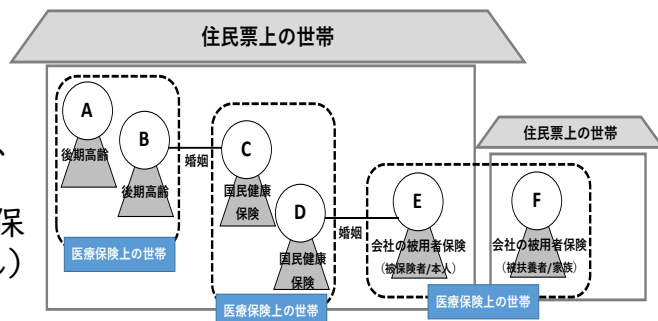 住民票上の世帯
住民票上の世帯
A
B
C
D
E
F
後期高齢
後期高齢
婚姻
国民健康
保険
国民健康
保険
婚姻
会社の被用者保険
（被保険者/本人）
会社の被用者保険
（被扶養者/家族）
医療保険上の世帯
医療保険上の世帯
医療保険上の世帯
、
保
）